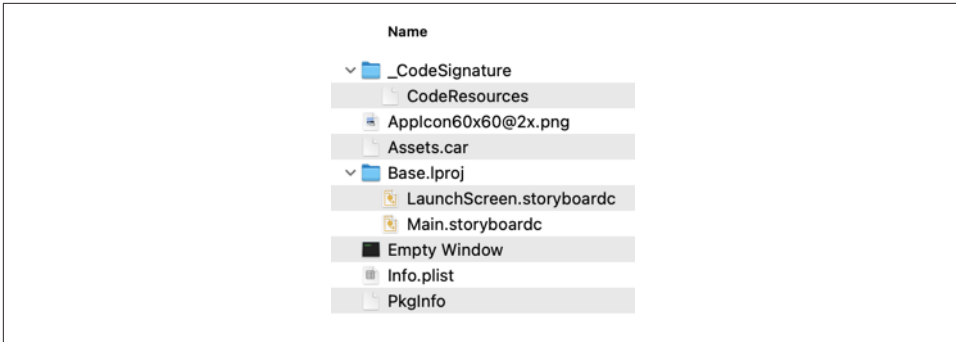 Name
_CodeSignature
CodeResources
AppIcon60x60@2x.png
Assets.car
Base.lproj
LaunchScreen.storyboardc
Main.storyboardc
Empty Window
Info.plist
PkgInfo